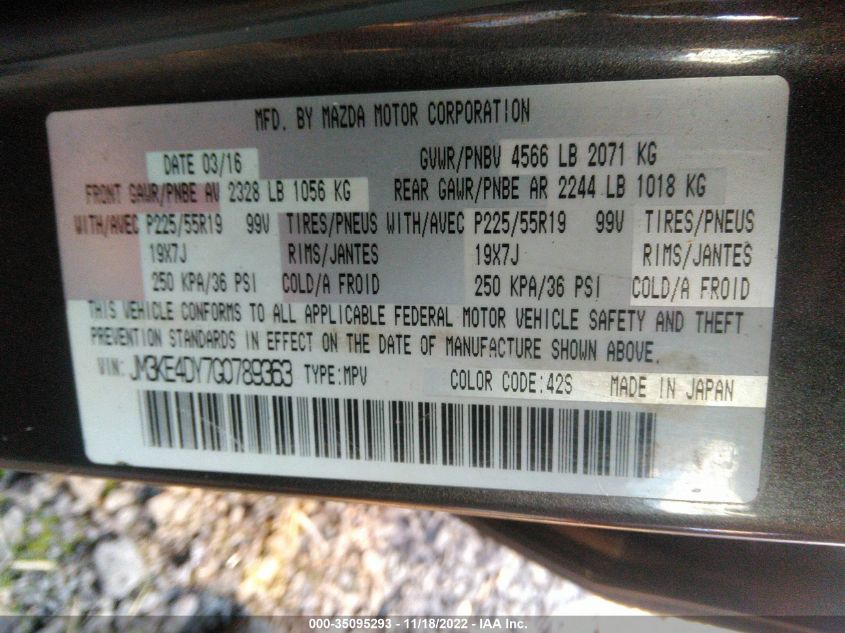 MFD. BY MAZDA MOTOR CORPORATION
DATE 03/16 GVWR/PNBV 4566 LB 2071 KG
FRONT GAWR/PNBE AV 2328 LB 1056 KG REAR GAWR/PNBE AR 2244 LB 1018 KG
WITH/AVEC P225/55R19 99V TIRES/PNEUS WITH/AVEC P225/55R19 99V TIRES/PNEUS
19X7J RIMS/JANTES 19X7J RIMS/JANTES
250 KPA/36 PSI COLD/A FROID 250 KPA/36 PSI COLD/A FROID
THIS VEHICLE CONFORMS TO ALL APPLICABLE FEDERAL MOTOR VEHICLE SAFETY AND THEFT
PREVENTION STANDARDS IN EFFECT ON THE DATE OF MANUFACTURE SHOWN ABOVE.
VIN: JM3KE4DY7G0789363 TYPE:MPV COLOR CODE:42S MADE IN JAPAN
000-35095293 - 11/18/2022 - IAA Inc.